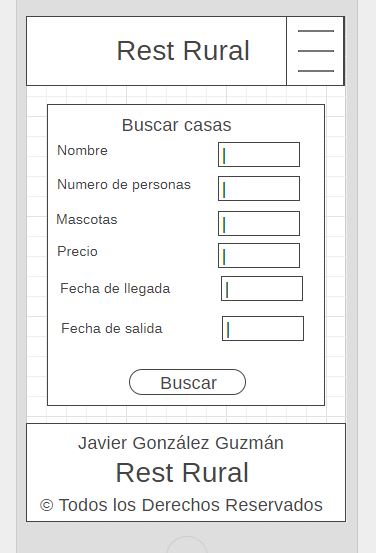 Rest Rural
Buscar casas
Nombre
Numero de personas
Mascotas
Precio
Fecha de llegada
Fecha de salida
Buscar
Javier González Guzmán
Rest Rural
© Todos los Derechos Reservados